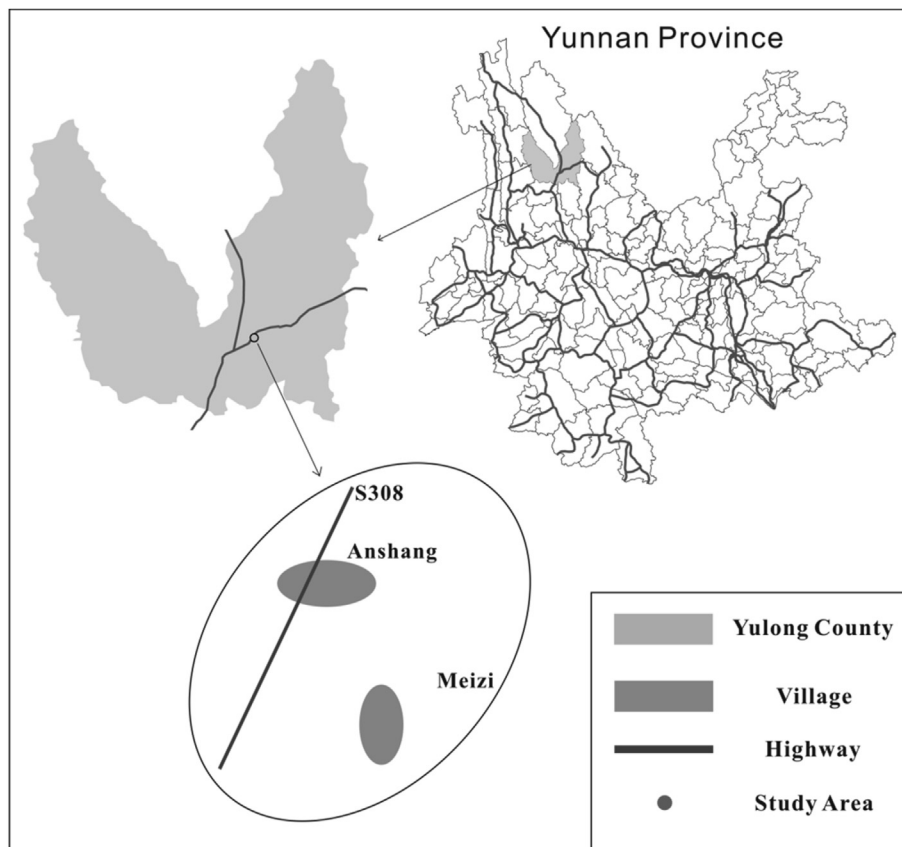 Yunnan Province
S308
Anshang
Meizi
Yulong County
Village
Highway
Study Area